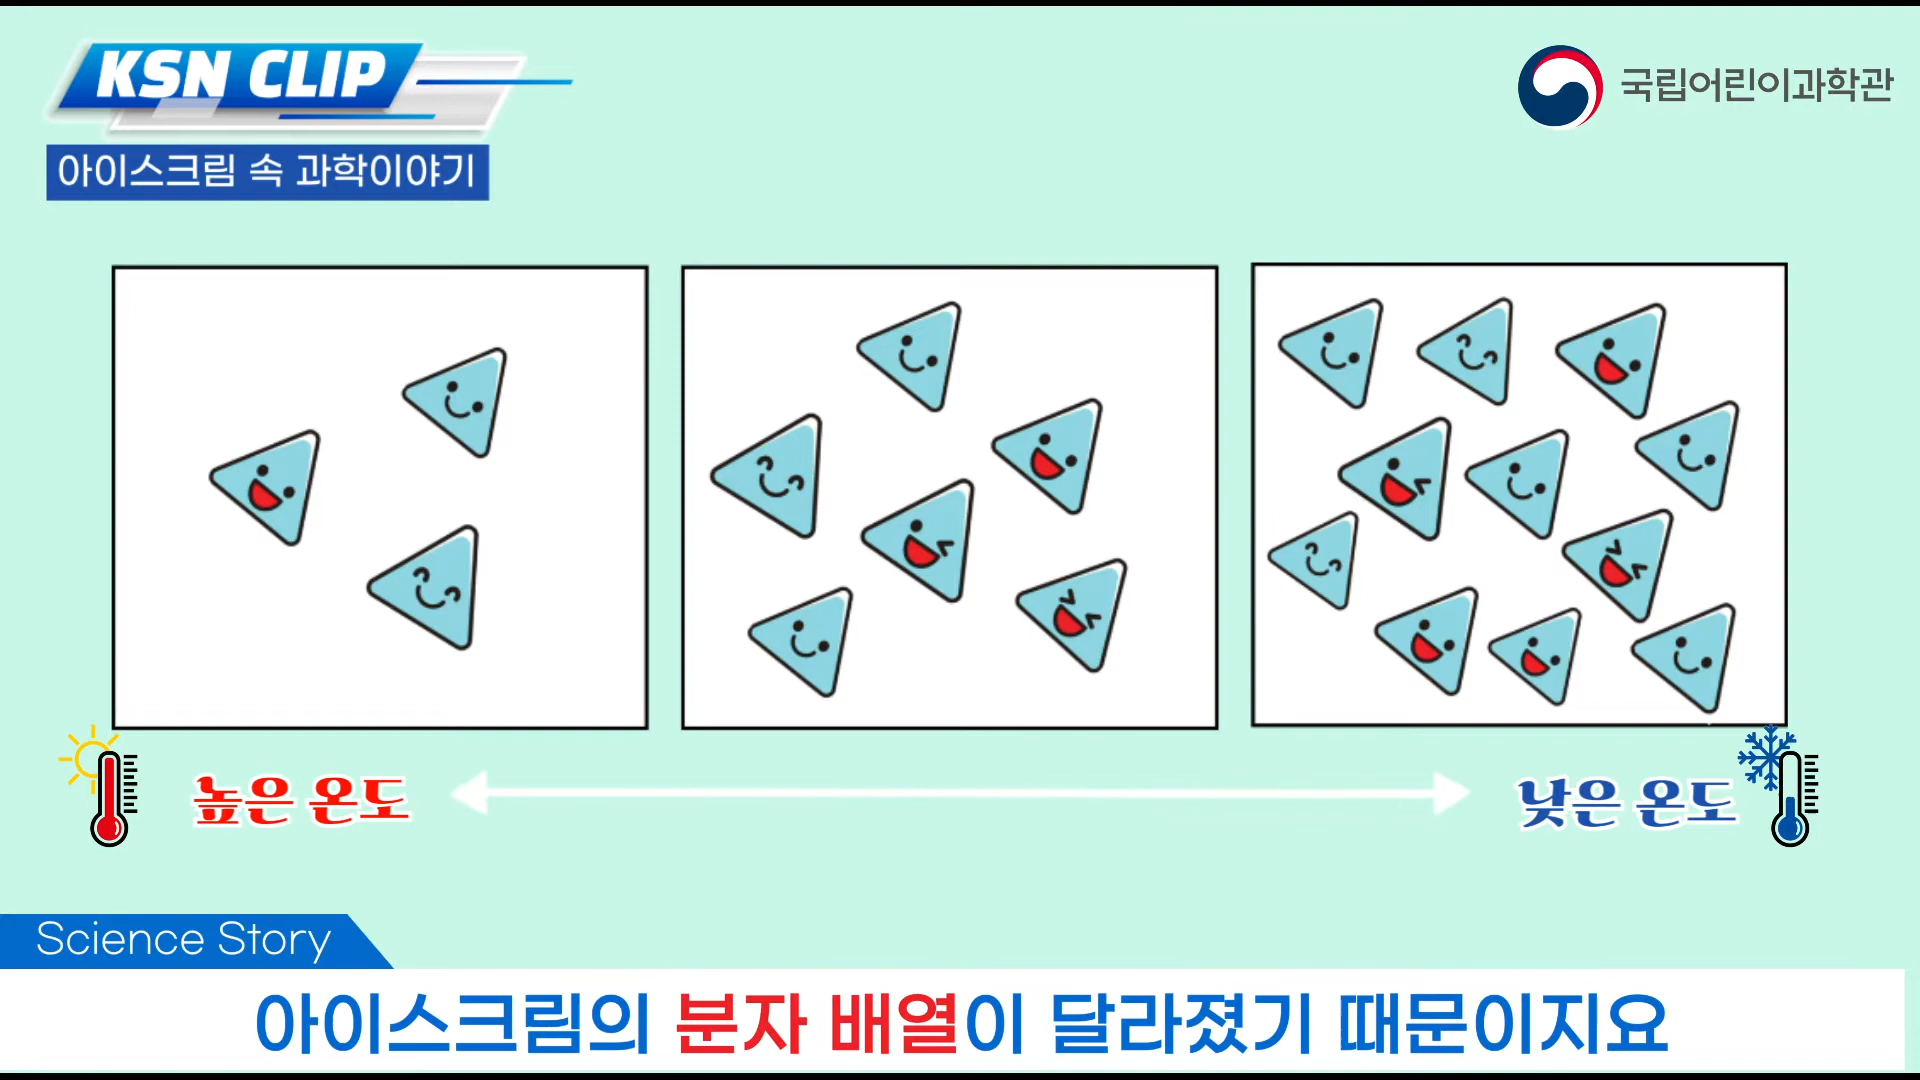 KSN CLIP
국립어린이과학관
아이스크림 속 과학이야기
높은 온도
낮은 온도
Science Story
아이스크림의 분자 배열이 달라졌기 때문이지요